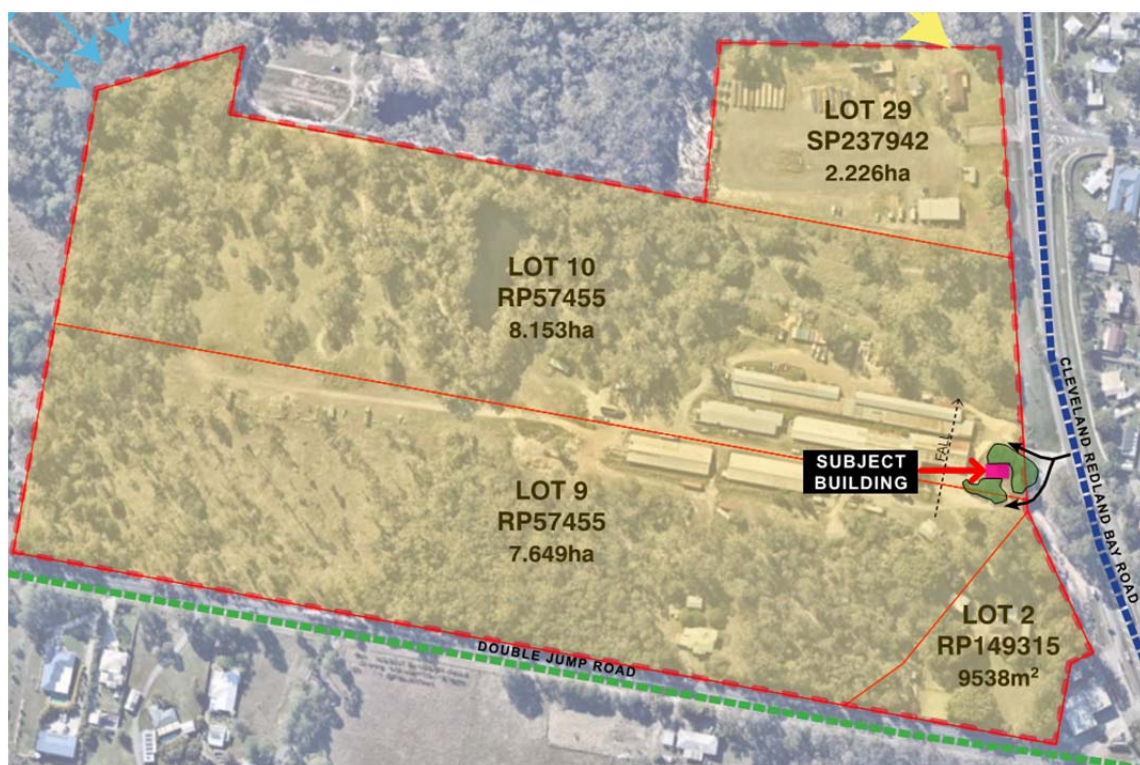 LOT 29
SP237942
2.226ha
LOT 10
RP57455
8.153ha
CLEVELAND REDLAND BAY ROAD
FALL
SUBJECT
BUILDING
LOT 9
RP57455
7.649ha
LOT 2
RP149315
9538m²
DOUBLE JUMP ROAD